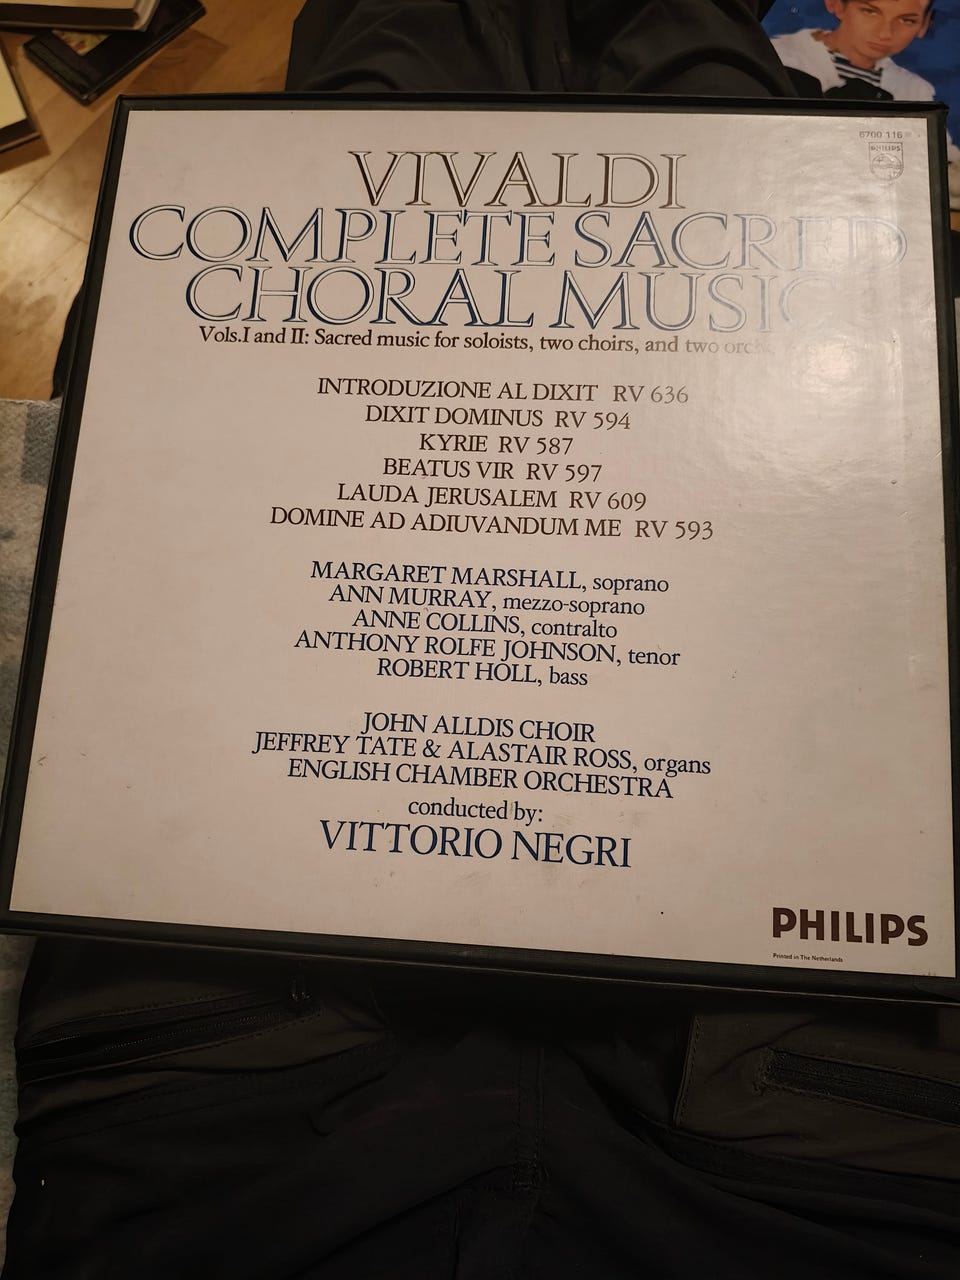 6700 116
PHILIPS
VIVALDI
COMPLETE SACRED
CHORAL MUSIC
Vols.I and II: Sacred music for soloists, two choirs, and two
INTRODUZIONE AL DIXIT RV 636
DIXIT DOMINUS RV 594
KYRIE RV 587
BEATUS VIR RV 597
LAUDA JERUSALEM RV 609
DOMINE AD ADIUVANDUM ME RV 593
MARGARET MARSHALL, soprano
ANN MURRAY, mezzo-soprano
ANNE COLLINS, contralto
ANTHONY ROLFE JOHNSON, tenor
ROBERT HOLL, bass
JOHN ALLDIS CHOIR
JEFFREY TATE & ALASTAIR ROSS, organs
ENGLISH CHAMBER ORCHESTRA
conducted by:
VITTORIO NEGRI
PHILIPS
Printed in The Netherlands